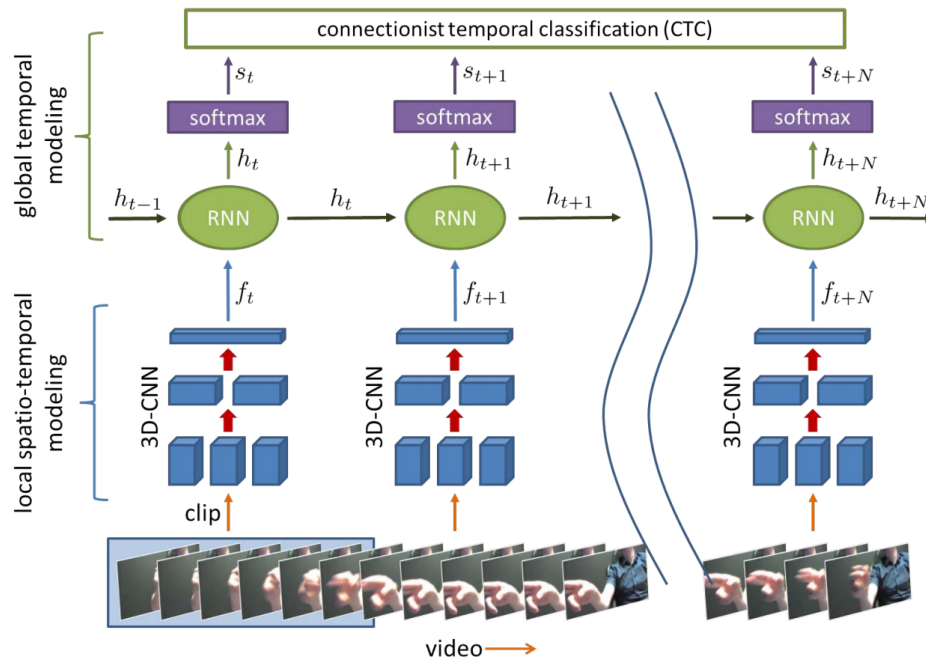 connectionist temporal classification (CTC)
s_t
s_{t+1}
s_{t+N}
softmax
softmax
softmax
global temporal
modeling
h_t
h_{t+1}
h_{t+N}
h_{t-1}
RNN
h_t
RNN
h_{t+1}
RNN
h_{t+N}
f_t
f_{t+1}
f_{t+N}
local spatio-temporal
modeling
3D-CNN
3D-CNN
3D-CNN
clip
video